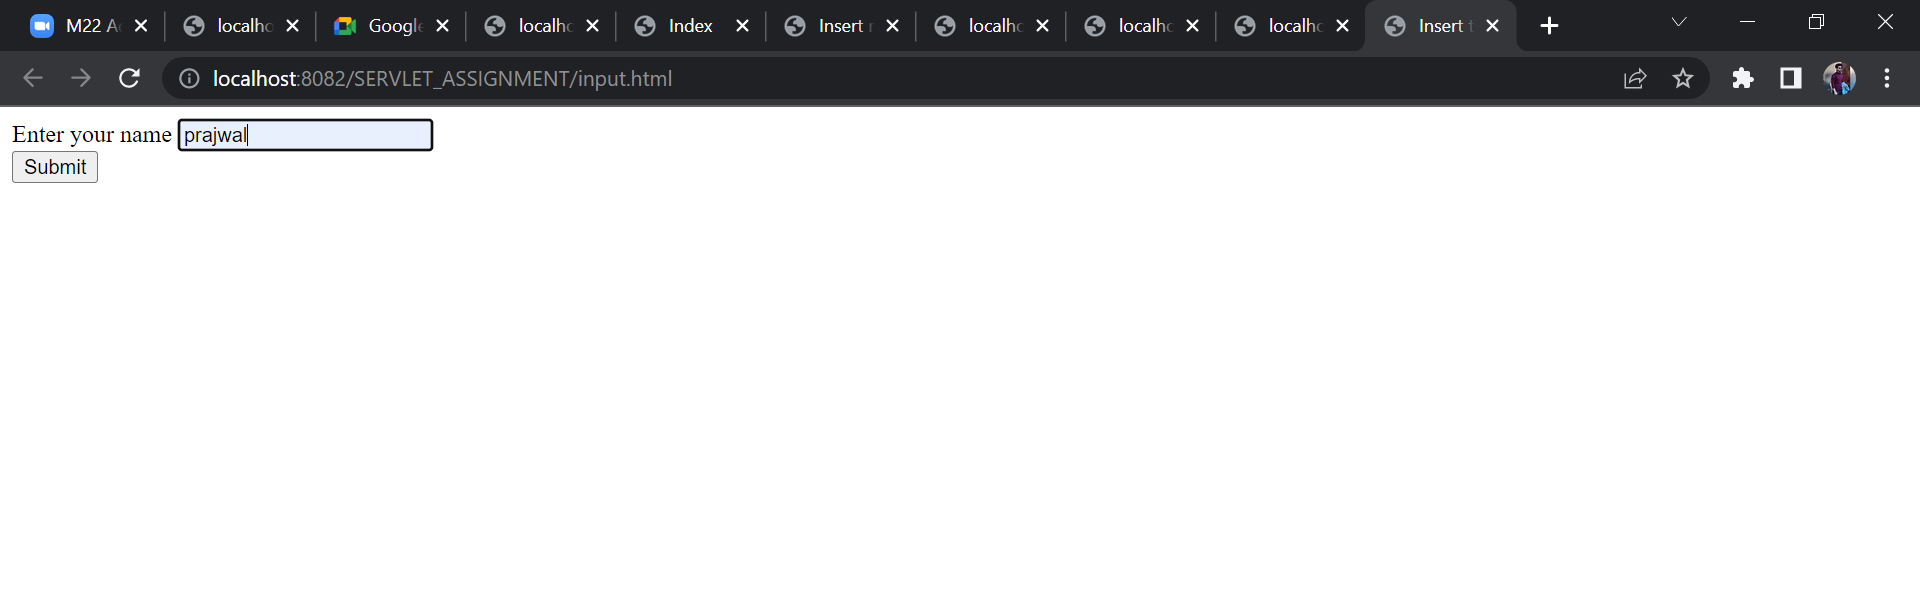 M22 A localho Google localho Index Insert localho localho localho Insert t
localhost:8082/SERVLET_ASSIGNMENT/input.html
Enter your name prajwal
Submit